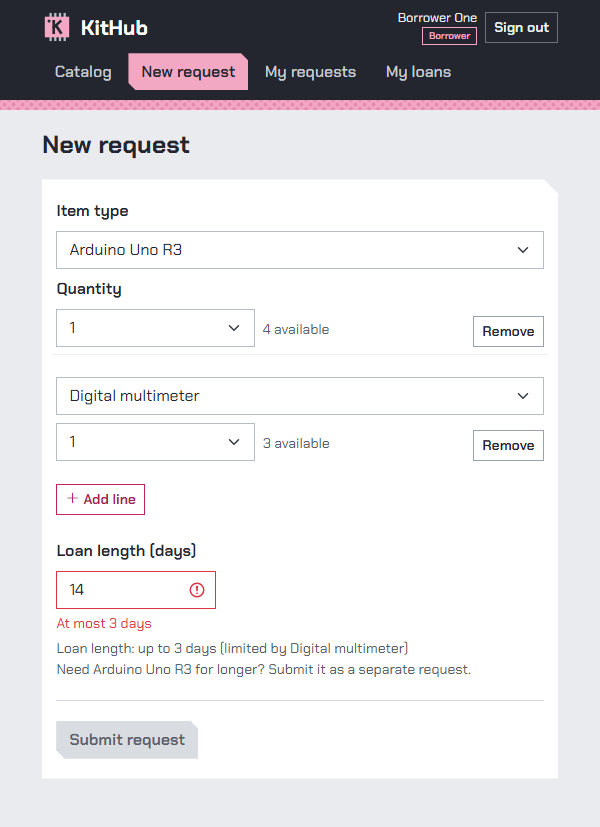 KitHub
Borrower One
Borrower
Sign out
Catalog
New request
My requests
My loans
New request
Item type
Arduino Uno R3
Quantity
1
4 available
Remove
Digital multimeter
1
3 available
Remove
+ Add line
Loan length (days)
14
At most 3 days
Loan length: up to 3 days (limited by Digital multimeter)
Need Arduino Uno R3 for longer? Submit it as a separate request.
Submit request